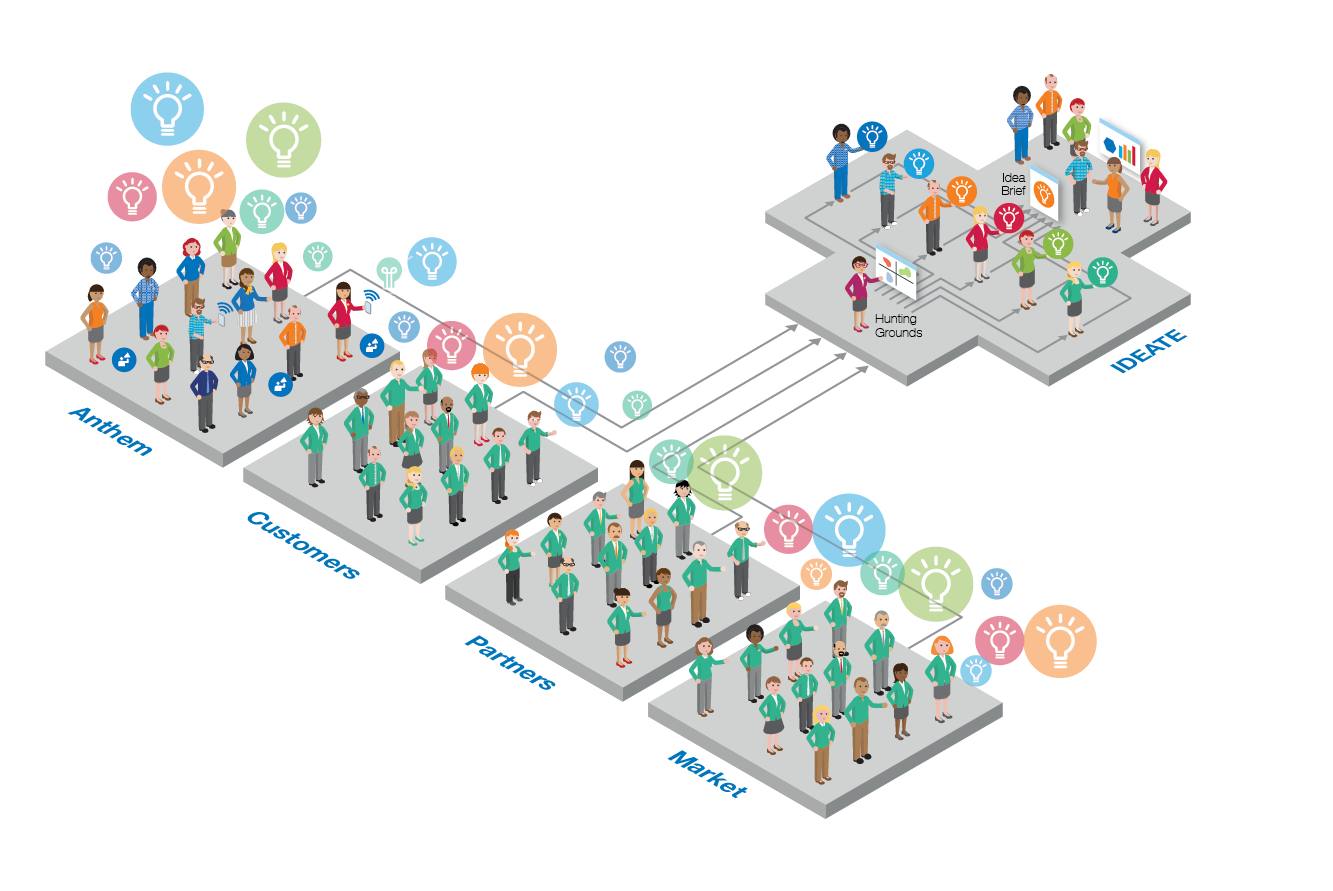 Anthem
Customers
Partners
Market
Idea
Brief
Hunting
Grounds
IDEATE